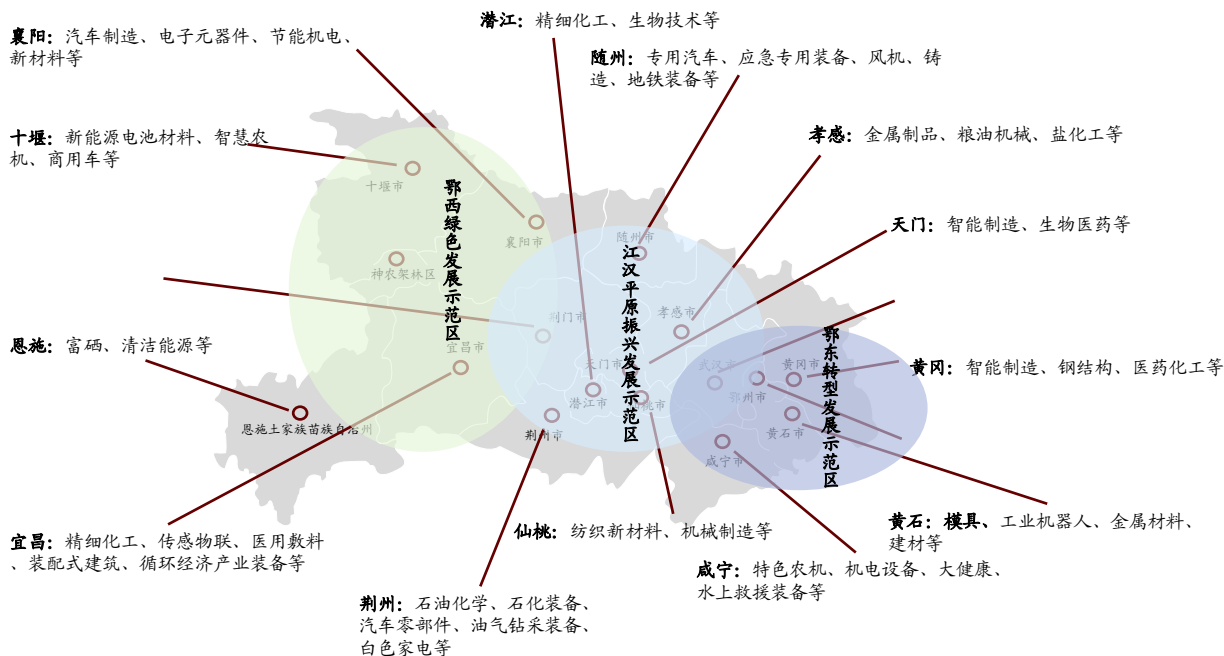 潜江：精细化工、生物技术等
襄阳：汽车制造、电子元器件、节能机电、
新材料等
随州：专用汽车、应急专用装备、风机、铸
造、地铁装备等
十堰：新能源电池材料、智慧农
机、商用车等
孝感：金属制品、粮油机械、盐化工等
天门：智能制造、生物医药等
恩施：富硒、清洁能源等
黄冈：智能制造、钢结构、医药化工等
十堰市
襄阳市
神农架林区
鄂西绿色发展示范区
随州市
江汉平原振兴发展示范区
荆门市
孝感市
宜昌市
天门市
武汉市
黄冈市
鄂东转型发展示范区
鄂州市
潜江市
仙桃市
荆州市
黄石市
咸宁市
恩施土家族苗族自治州
宜昌：精细化工、传感物联、医用敷料
、装配式建筑、循环经济产业装备等
仙桃：纺织新材料、机械制造等
黄石：模具、工业机器人、金属材料、
建材等
咸宁：特色农机、机电设备、大健康、
水上救援装备等
荆州：石油化学、石化装备、
汽车零部件、油气钻采装备、
白色家电等